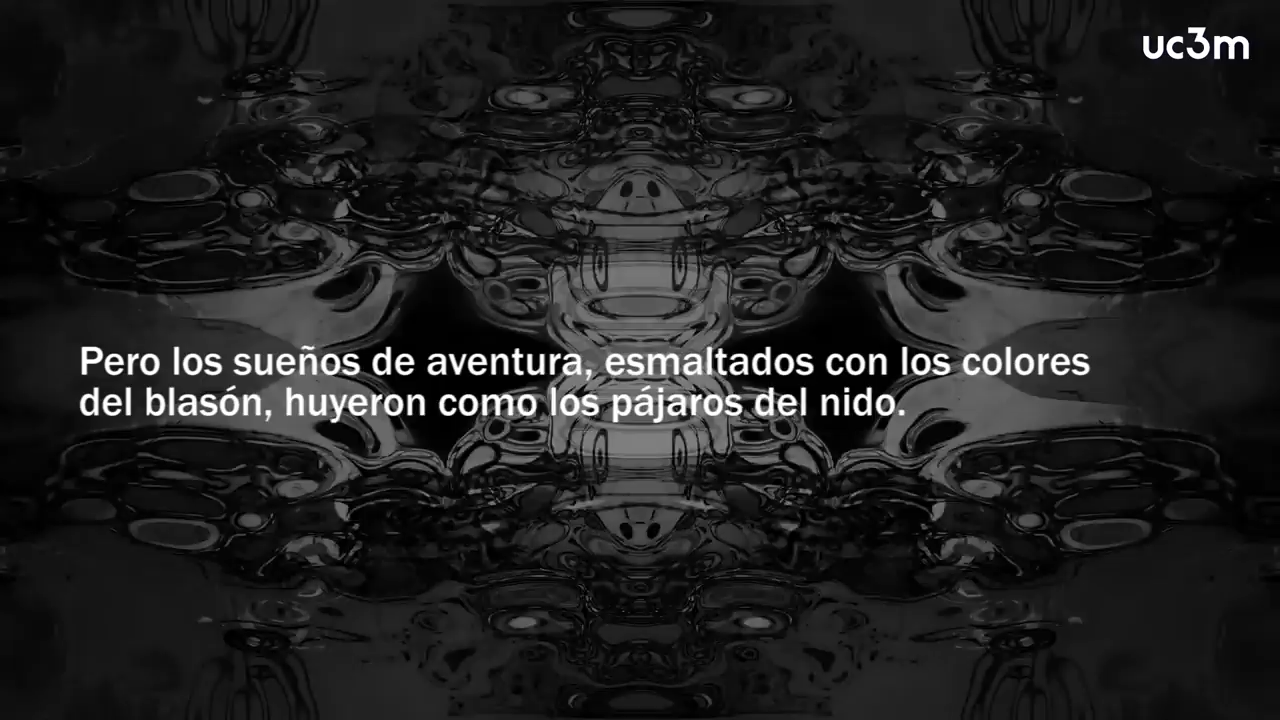 uc3m
Pero los sueños de aventura, esmaltados con los colores
del blasón, huyeron como los pájaros del nido.